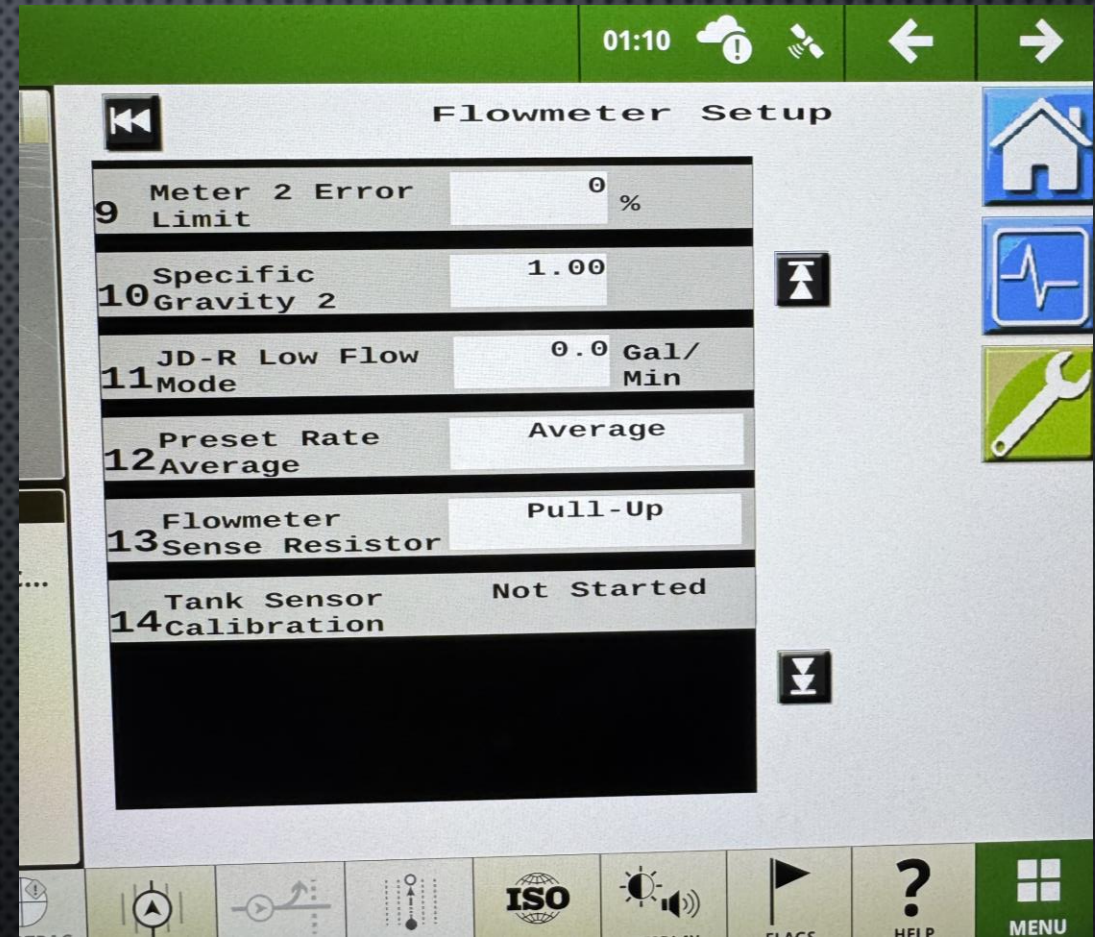 01:10
Flowmeter Setup
9 Meter 2 Error
Limit
0 %
10 Specific
Gravity 2
1.00
11 JD-R Low Flow
Mode
0.0 Gal/
Min
12 Preset Rate
Average
Average
13 Flowmeter
Sense Resistor
Pull-Up
14 Tank Sensor
Calibration
Not Started
ISO
FLAGS
HELP
MENU